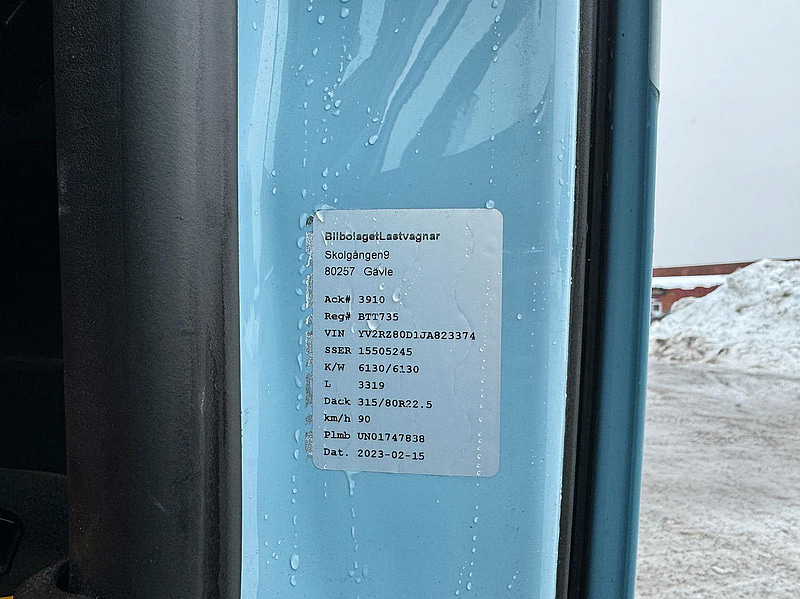 BilbolagetLastvagnar
Skolgången9
80257 Gävle
Ack# 3910
Reg# BTT735
VIN YV2RZ80D1JA823374
SSER 15505245
K/W 6130/6130
L 3319
Däck 315/80R22.5
km/h 90
Plmb UN01747838
Dat. 2023-02-15